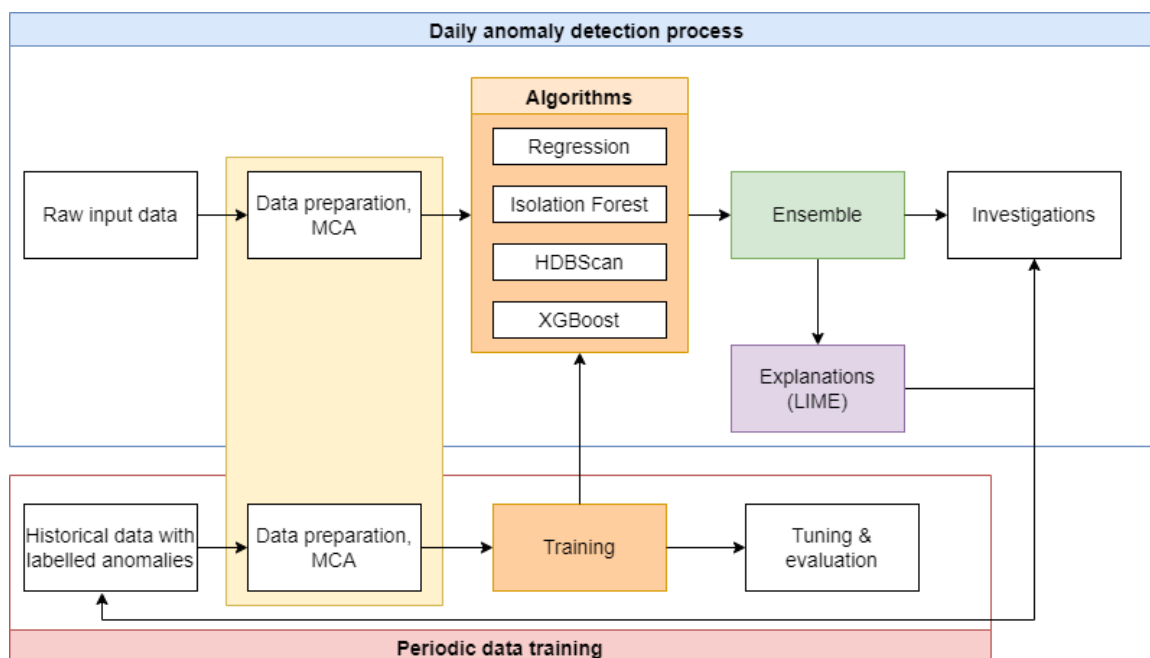 Daily anomaly detection process
Algorithms
Regression
Isolation Forest
HDBScan
XGBoost
Raw input data
Data preparation,
MCA
Ensemble
Investigations
Explanations
(LIME)
Historical data with
labelled anomalies
Data preparation,
MCA
Training
Tuning &
evaluation
Periodic data training